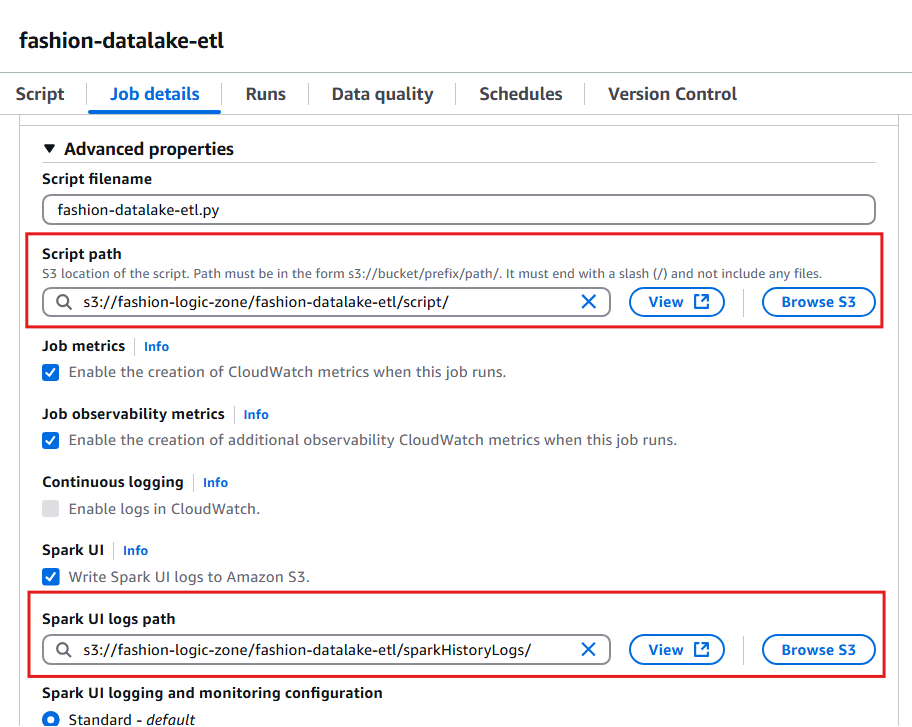 fashion-datalake-etl
Script Job details Runs Data quality Schedules Version Control
Advanced properties
Script filename
fashion-datalake-etl.py
Script path
S3 location of the script. Path must be in the form s3://bucket/prefix/path/. It must end with a slash (/) and not include any files.
s3://fashion-logic-zone/fashion-datalake-etl/script/ View Browse S3
Job metrics Info
Enable the creation of CloudWatch metrics when this job runs.
Job observability metrics Info
Enable the creation of additional observability CloudWatch metrics when this job runs.
Continuous logging Info
Enable logs in CloudWatch.
Spark UI Info
Write Spark UI logs to Amazon S3.
Spark UI logs path
s3://fashion-logic-zone/fashion-datalake-etl/sparkHistoryLogs/ View Browse S3
Spark UI logging and monitoring configuration
Standard - default